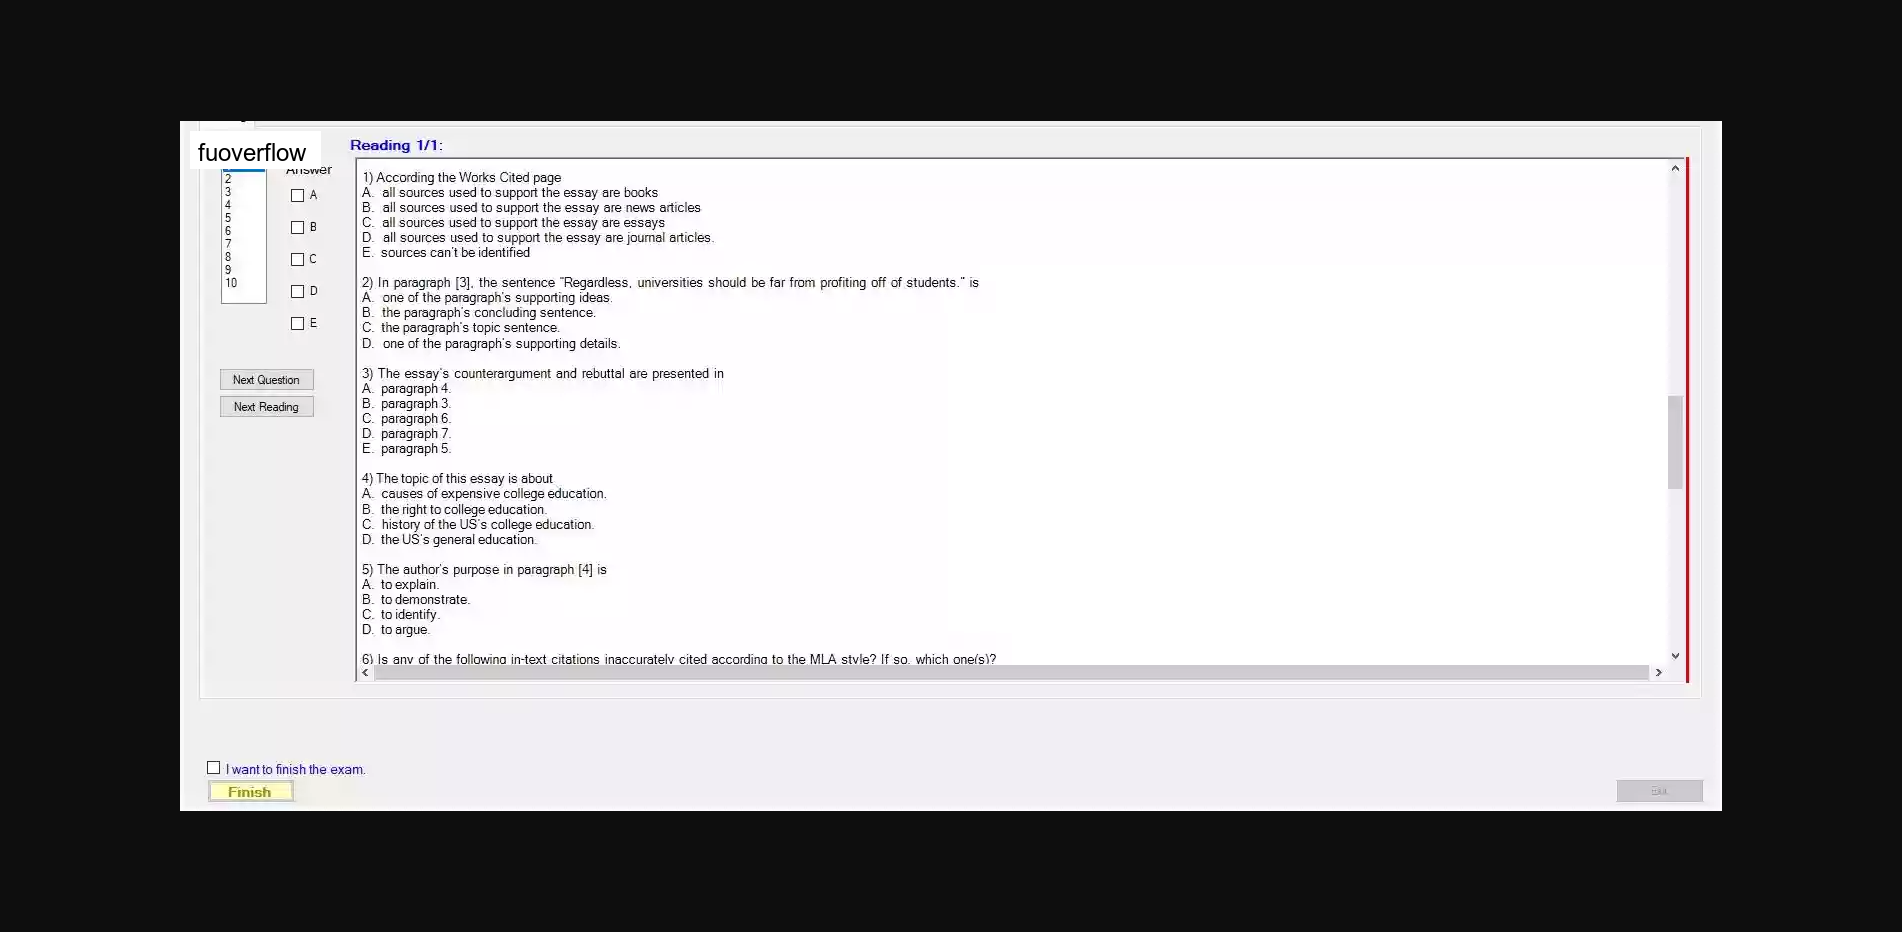 fuoverflow
Reading 1/1:
Answer
2
3
4
5
6
7
8
9
10
A
B
C
D
E
Next Question
Next Reading
1) According the Works Cited page
A. all sources used to support the essay are books
B. all sources used to support the essay are news articles
C. all sources used to support the essay are essays
D. all sources used to support the essay are journal articles.
E. sources can't be identified
2) In paragraph [3], the sentence "Regardless, universities should be far from profiting off of students." is
A. one of the paragraph's supporting ideas.
B. the paragraph's concluding sentence.
C. the paragraph's topic sentence.
D. one of the paragraph's supporting details.
3) The essay's counterargument and rebuttal are presented in
A. paragraph 4.
B. paragraph 3.
C. paragraph 6.
D. paragraph 7.
E. paragraph 5.
4) The topic of this essay is about
A. causes of expensive college education.
B. the right to college education.
C. history of the US's college education.
D. the US's general education.
5) The author's purpose in paragraph [4] is
A. to explain.
B. to demonstrate.
C. to identify.
D. to argue.
6) Is any of the following in-text citations inaccurately cited according to the MLA style? If so, which one(s)?
I want to finish the exam.
Finish
Exit